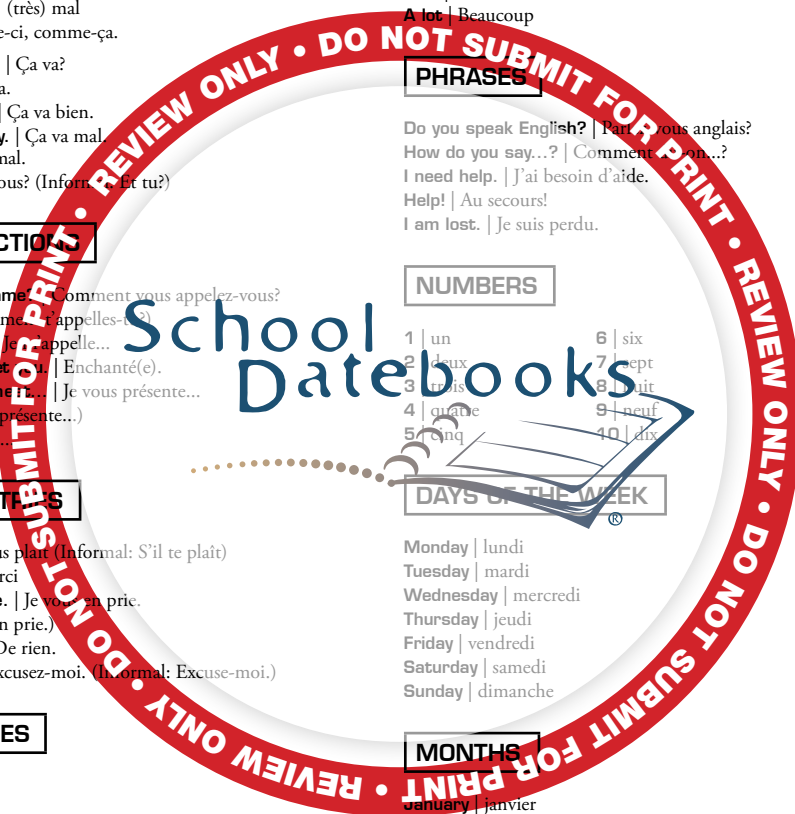 (très) mal
-ci, comme-ça.
| Ça va?
a.
| Ça va bien.
. | Ça va mal.
mal.
ous? (Inform Et tu?)
CTIONS
me? Comment vous appelez-vous?
t'appelles-
Je appelle...
| Enchanté(e).
| Je vous présente...
présente...)
...
us plaît (Informal: S'il te plaît)
rci
e. | Je vous en prie.
n prie.)
De rien.
xcusez-moi. (Informal: Excuse-moi.)
ES
A lot | Beaucoup
PHRASES
Do you speak English? | vous anglais?
How do you say…? | Comment -on...?
I need help. | J'ai besoin d'aide.
Help! | Au secours!
I am lost. | Je suis perdu.
NUMBERS
1 | un
2 | deux
3 | trois
4 | quatre
5 | cinq
6 | six
7 | sept
8 | huit
9 | neuf
10 | dix
DAYS OF THE WEEK
Monday | lundi
Tuesday | mardi
Wednesday | mercredi
Thursday | jeudi
Friday | vendredi
Saturday | samedi
Sunday | dimanche
MONTHS
January | janvier
School
Datebooks
®
REVIEW ONLY • DO NOT SUBMIT FOR PRINT • REVIEW ONLY • DO NOT SUBMIT FOR PRINT • REVIEW ONLY • DO NOT SUBMIT FOR PRINT •